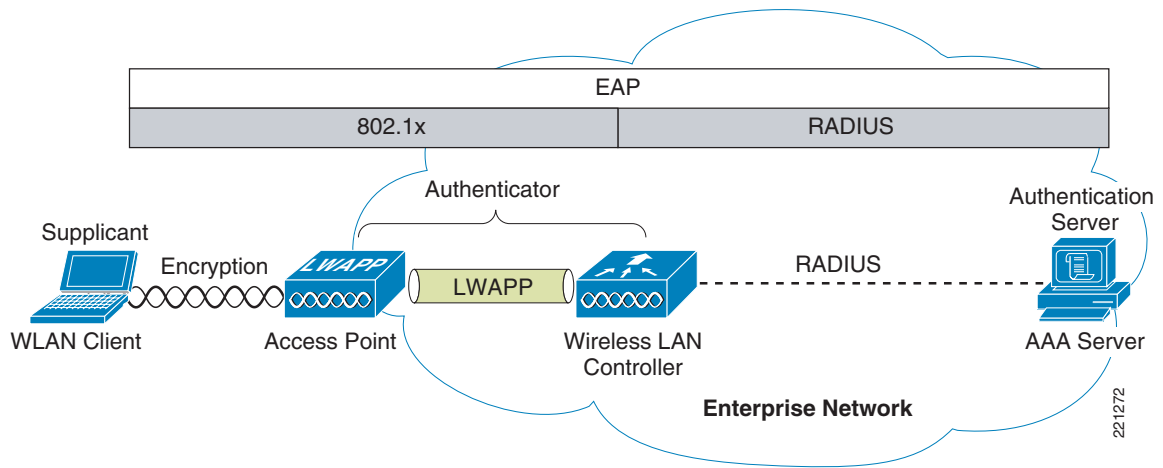 EAP
802.1x
RADIUS
Authenticator
Authentication
Server
Supplicant
Encryption
LWAPP
LWAPP
RADIUS
WLAN Client
Access Point
Wireless LAN
Controller
AAA Server
Enterprise Network
221272